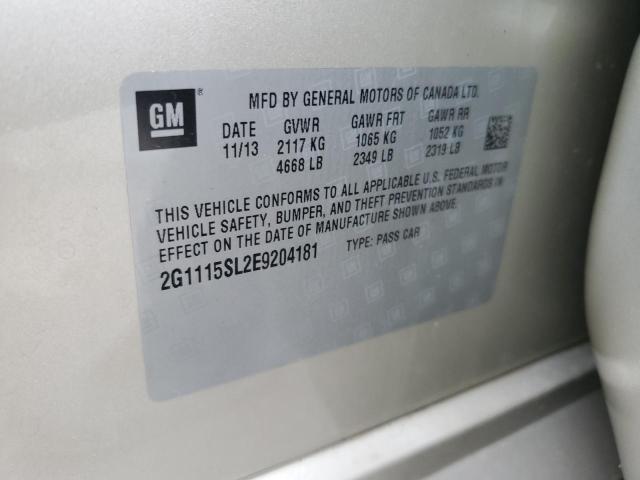 GM ®
MFD BY GENERAL MOTORS OF CANADA LTD.
DATE GVWR GAWR FRT GAWR RR
11/13 2117 KG 1065 KG 1052 KG
4668 LB 2349 LB 2319 LB
THIS VEHICLE CONFORMS TO ALL APPLICABLE U.S. FEDERAL MOTOR
VEHICLE SAFETY, BUMPER, AND THEFT PREVENTION STANDARDS IN
EFFECT ON THE DATE OF MANUFACTURE SHOWN ABOVE.
2G1115SL2E9204181 TYPE: PASS CAR